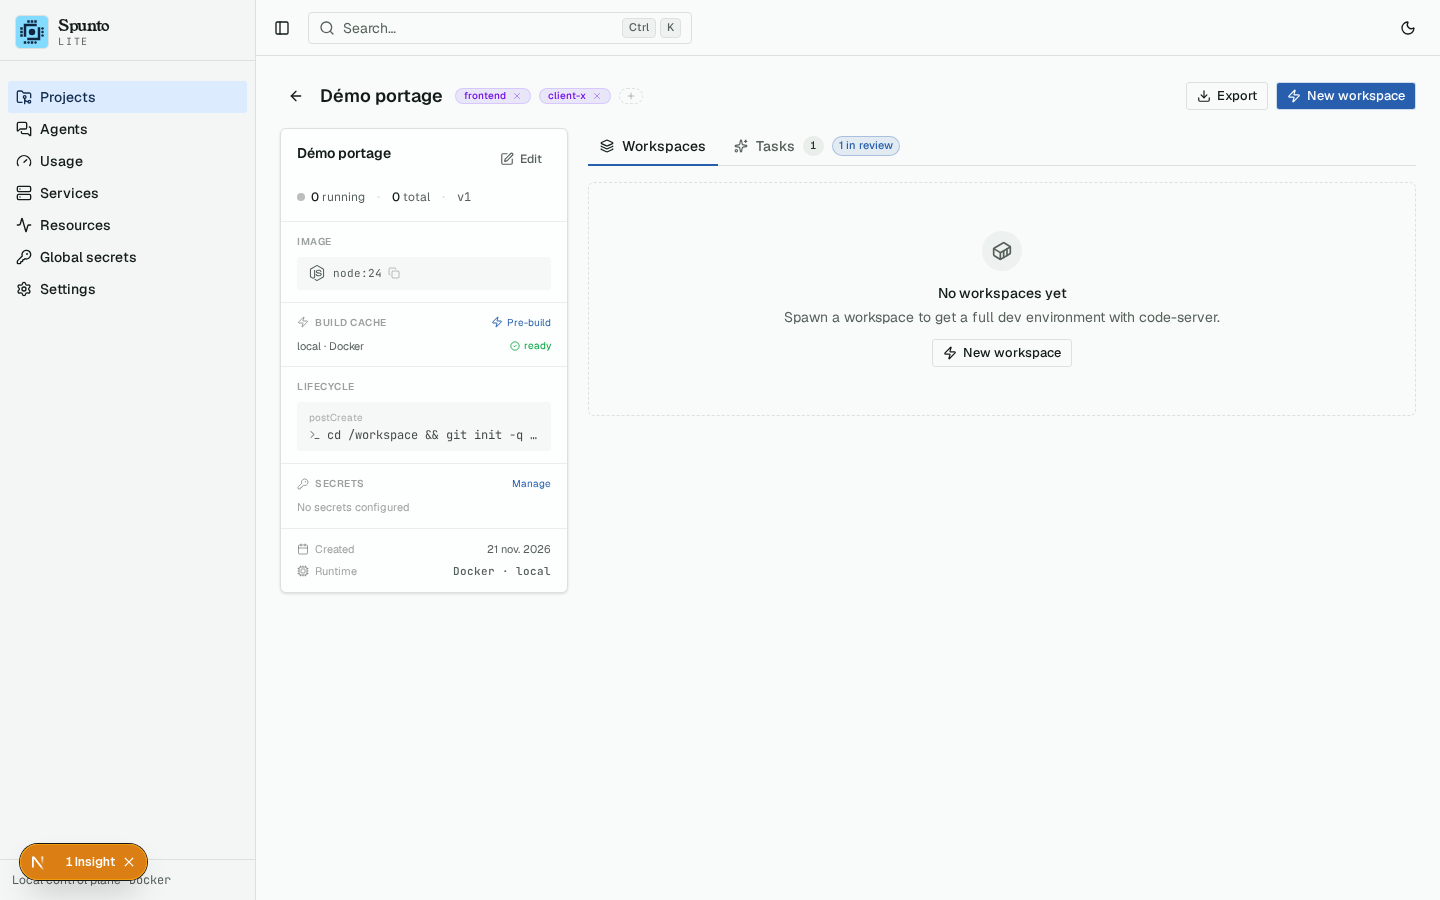 Spunto
LITE
Search...
Ctrl K
Projects
Agents
Usage
Services
Resources
Global secrets
Settings
Démo portage
frontend
client-x
Export
New workspace
Démo portage
Edit
0 running · 0 total · v1
IMAGE
node:24
BUILD CACHE
Pre-build
local · Docker
ready
LIFECYCLE
postCreate
>_ cd /workspace && git init -q …
SECRETS
Manage
No secrets configured
Created
21 nov. 2026
Runtime
Docker · local
Workspaces
Tasks 1
1 in review
No workspaces yet
Spawn a workspace to get a full dev environment with code-server.
New workspace
1 Insight
Local control plane Docker